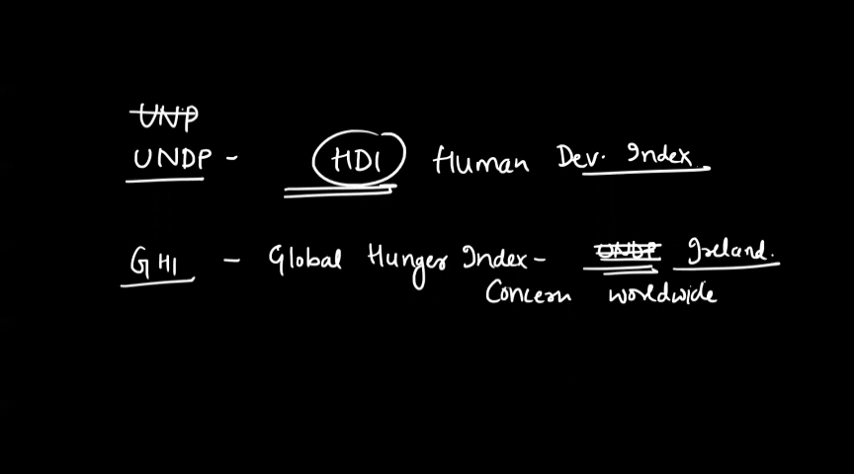 UNP
UNDP - HDI Human Dev. Index
GHI - Global Hunger Index - UNDP Ireland.
Concern worldwide